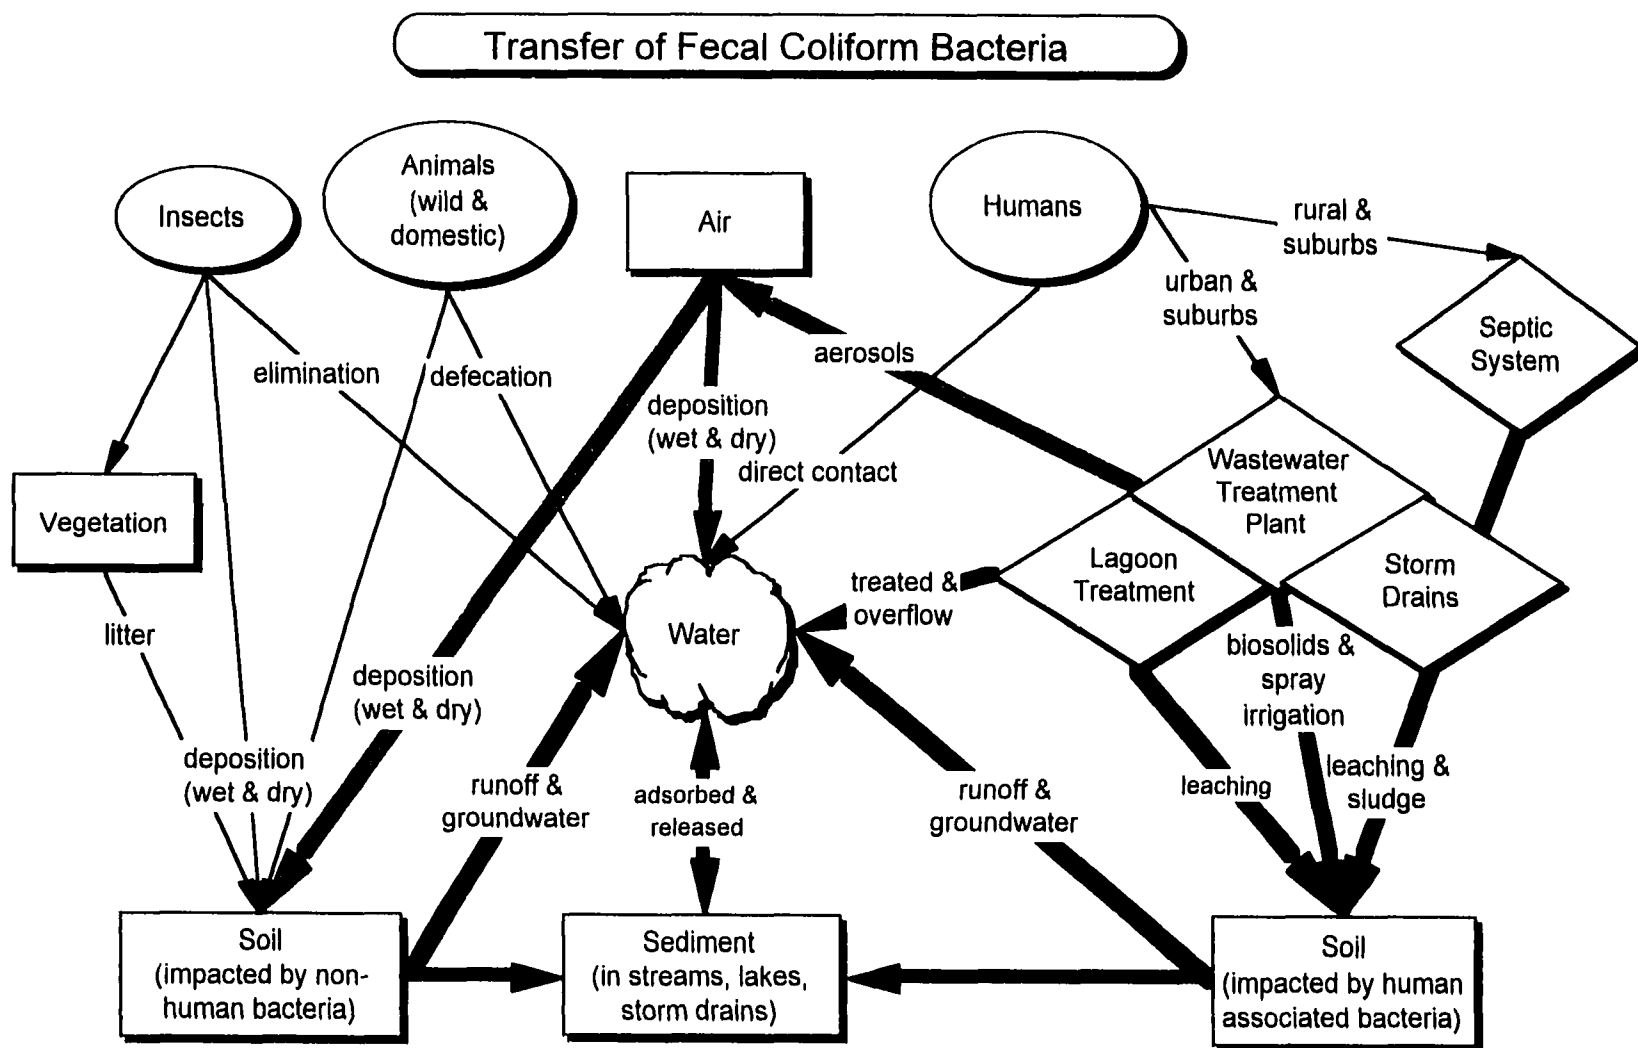 Transfer of Fecal Coliform Bacteria
Insects
Animals
(wild &
domestic)
Air
Humans
rural &
suburbs
urban &
suburbs
Septic
System
aerosols
elimination
defecation
deposition
(wet & dry)
direct contact
Wastewater
Treatment
Plant
Vegetation
Lagoon
Treatment
Storm
Drains
treated &
overflow
litter
Water
biosolids &
spray
irrigation
deposition
(wet & dry)
deposition
(wet & dry)
runoff &
groundwater
adsorbed &
released
runoff &
groundwater
leaching
leaching &
sludge
Soil
(impacted by non-
human bacteria)
Sediment
(in streams, lakes,
storm drains)
Soil
(impacted by human
associated bacteria)